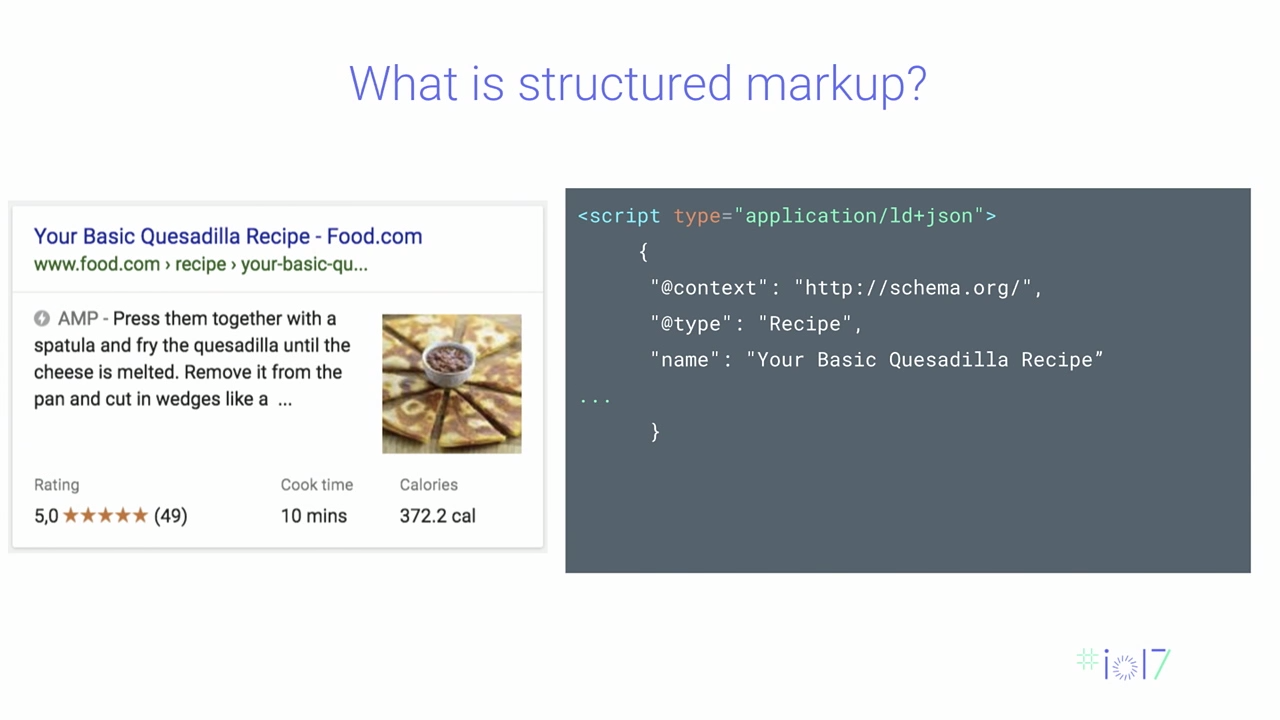 What is structured markup?
Your Basic Quesadilla Recipe - Food.com
www.food.com › recipe › your-basic-qu...
AMP - Press them together with a
spatula and fry the quesadilla until the
cheese is melted. Remove it from the
pan and cut in wedges like a ...
Rating
Cook time
Calories
5,0 ★★★★★ (49)
10 mins
372.2 cal
<script type="application/ld+json">
{
"@context": "http://schema.org/",
"@type": "Recipe",
"name": "Your Basic Quesadilla Recipe”
...
}
#io17